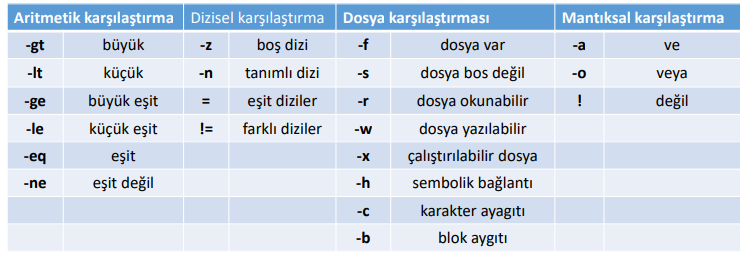 Aritmetik karşılaştırma Dizisel karşılaştırma Dosya karşılaştırması Mantıksal karşılaştırma
-gt büyük -z boş dizi -f dosya var -a ve
-lt küçük -n tanımlı dizi -s dosya bos değil -o veya
-ge büyük eşit = eşit diziler -r dosya okunabilir ! değil
-le küçük eşit != farklı diziler -w dosya yazılabilir
-eq eşit -x çalıştırılabilir dosya
-ne eşit değil -h sembolik bağlantı
-c karakter ayagıtı
-b blok aygıtı